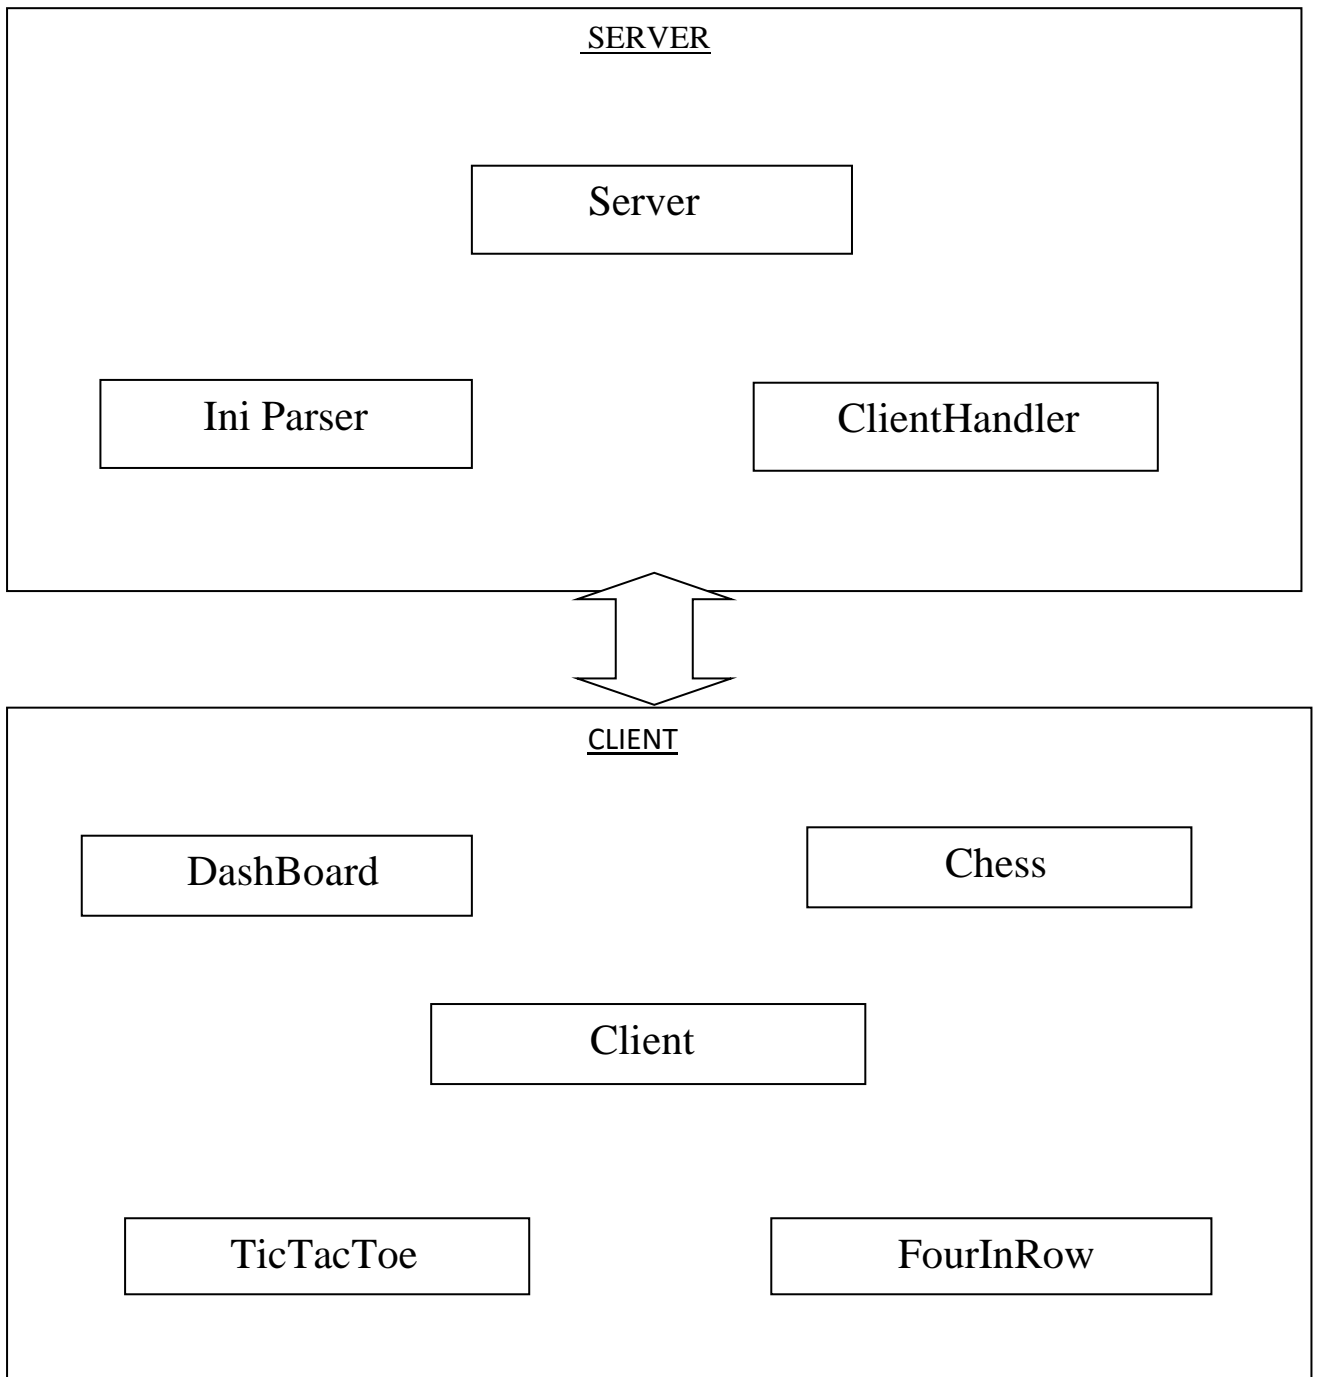 SERVER
Server
Ini Parser
ClientHandler
CLIENT
DashBoard
Chess
Client
TicTacToe
FourInRow